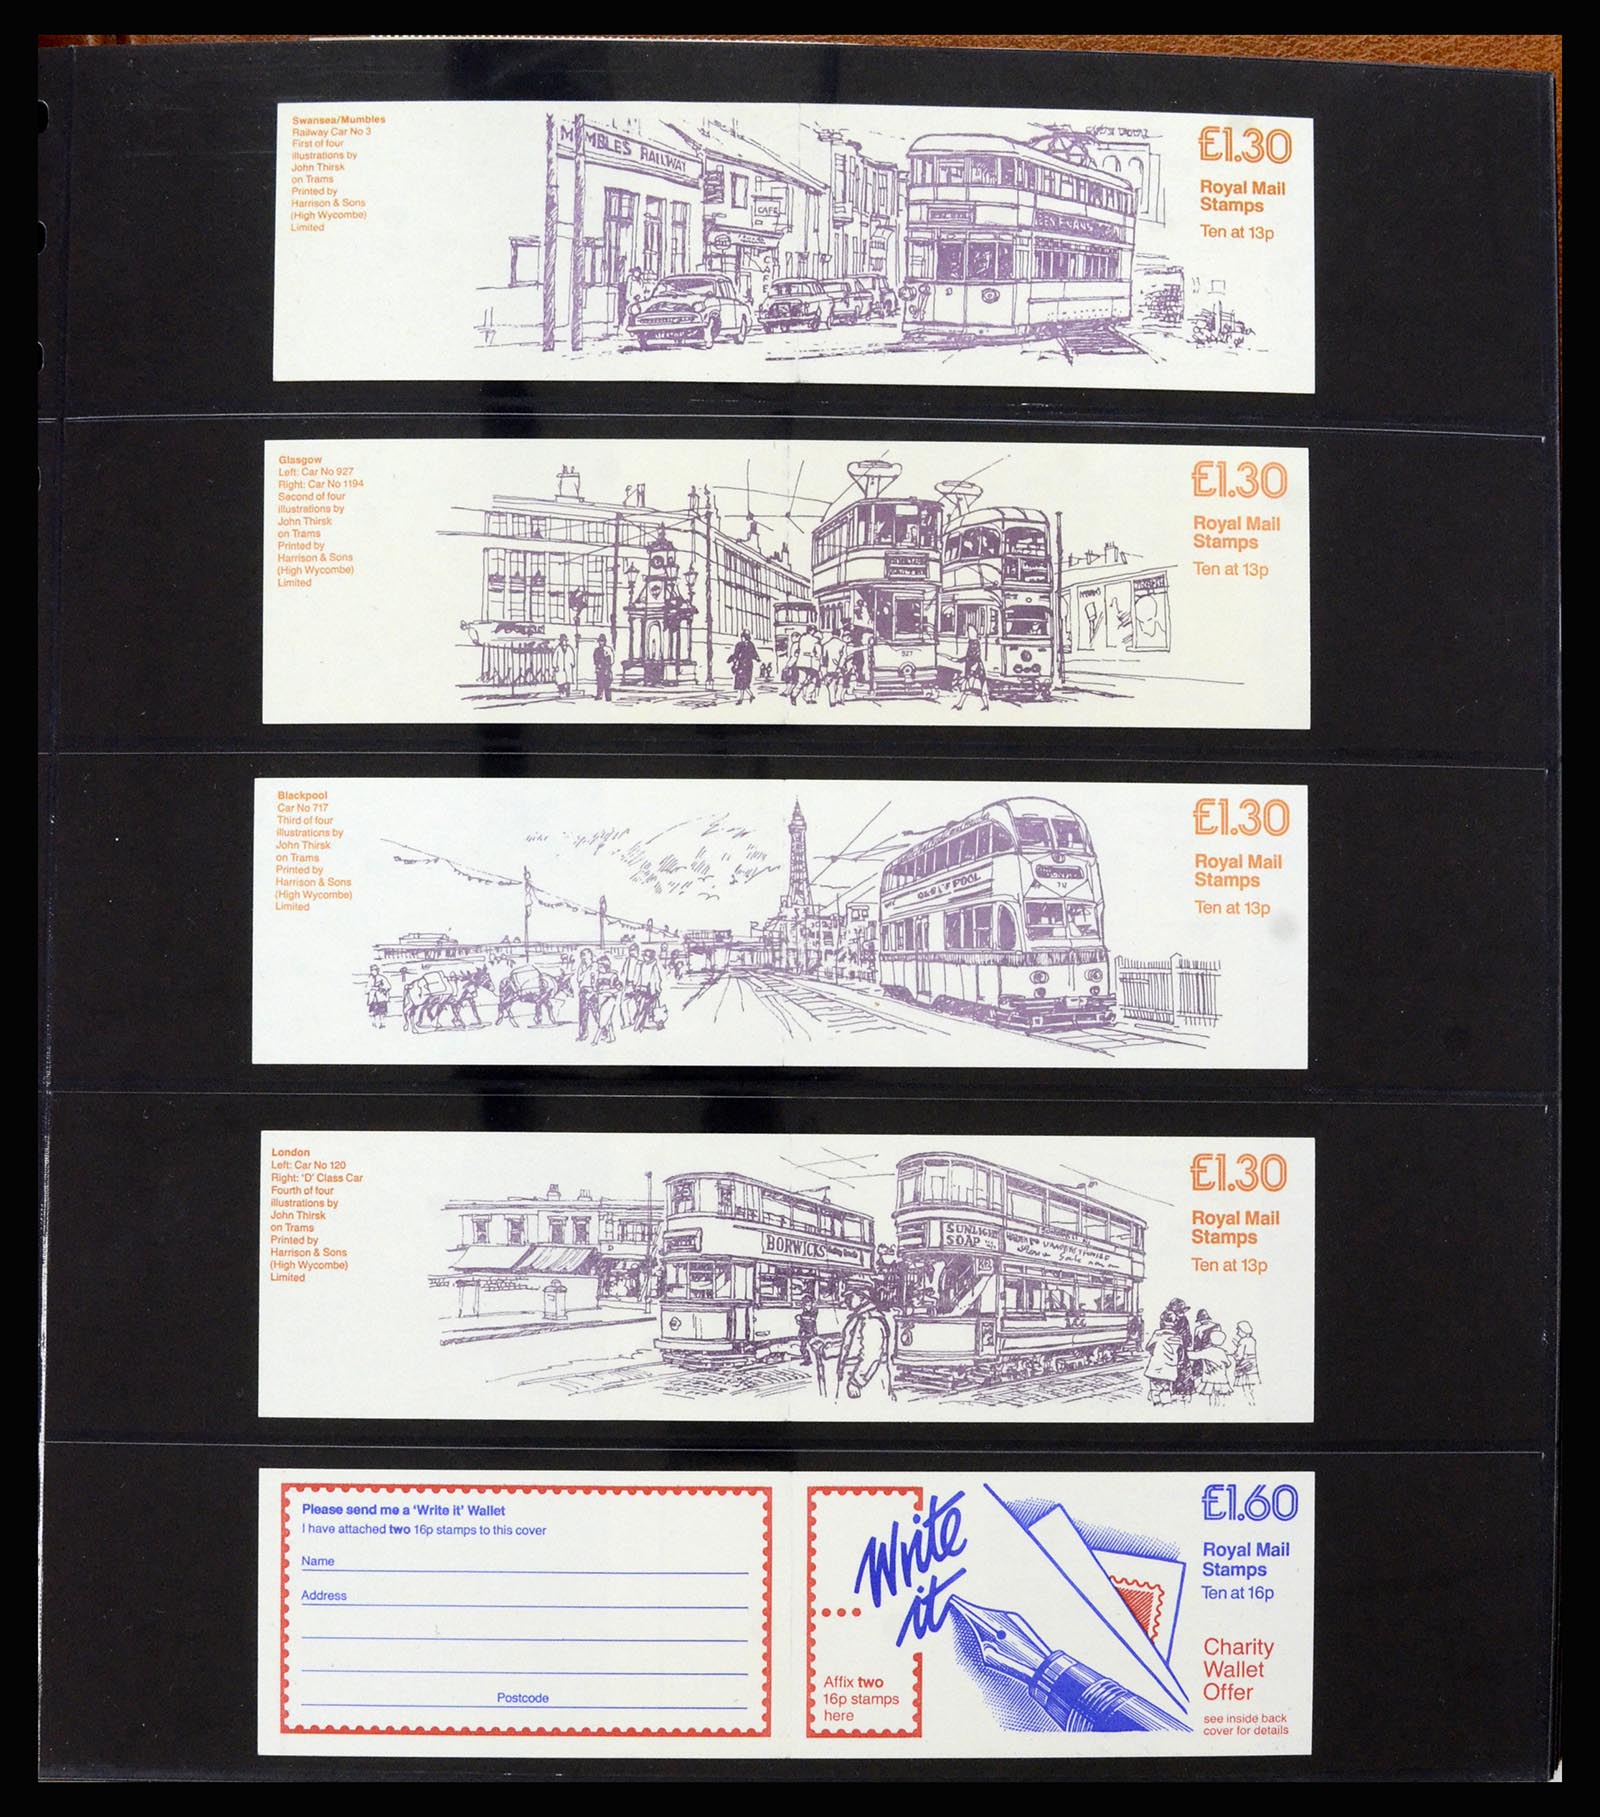 Swansea/Mumbles
Railway Car No 3
First of four
illustrations by
John Thirsk
on Trams
Printed by
Harrison & Sons
(High Wycombe)
Limited
MUMBLES RAILWAY
CAFE
CAFE
£1.30
Royal Mail
Stamps
Ten at 13p
Glasgow
Left: Car No 927
Right: Car No 1194
Second of four
illustrations by
John Thirsk
on Trams
Printed by
Harrison & Sons
(High Wycombe)
Limited
927
£1.30
Royal Mail
Stamps
Ten at 13p
Blackpool
Car No 717
Third of four
illustrations by
John Thirsk
on Trams
Printed by
Harrison & Sons
(High Wycombe)
Limited
717
£1.30
Royal Mail
Stamps
Ten at 13p
London
Left: Car No 120
Right: 'D' Class Car
Fourth of four
illustrations by
John Thirsk
on Trams
Printed by
Harrison & Sons
(High Wycombe)
Limited
BORWICKS
SUNLIGHT
SOAP
£1.30
Royal Mail
Stamps
Ten at 13p
Please send me a 'Write it' Wallet
I have attached two 16p stamps to this cover
Name
Address
Postcode
Write
it
Affix two
16p stamps
here
£1.60
Royal Mail
Stamps
Ten at 16p
Charity
Wallet
Offer
see inside back
cover for details